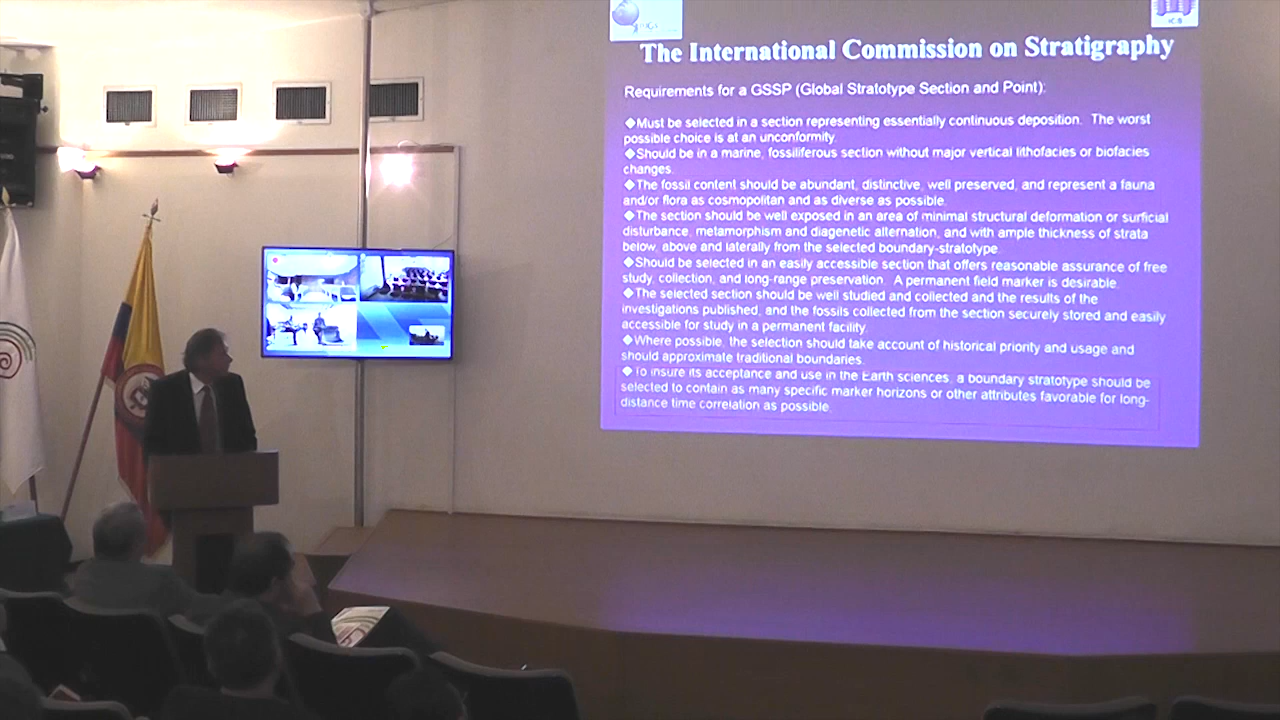 IUGS
ICS
The International Commission on Stratigraphy
Requirements for a GSSP (Global Stratotype Section and Point):
❖Must be selected in a section representing essentially continuous deposition. The worst
possible choice is at an unconformity.
❖Should be in a marine, fossiliferous section without major vertical lithofacies or biofacies
changes.
❖The fossil content should be abundant, distinctive, well preserved, and represent a fauna
and/or flora as cosmopolitan and as diverse as possible.
❖The section should be well exposed in an area of minimal structural deformation or surficial
disturbance, metamorphism and diagenetic alternation, and with ample thickness of strata
below, above and laterally from the selected boundary-stratotype.
❖Should be selected in an easily accessible section that offers reasonable assurance of free
study, collection, and long-range preservation. A permanent field marker is desirable.
❖The selected section should be well studied and collected and the results of the
investigations published, and the fossils collected from the section securely stored and easily
accessible for study in a permanent facility.
❖Where possible, the selection should take account of historical priority and usage and
should approximate traditional boundaries.
❖To insure its acceptance and use in the Earth sciences, a boundary stratotype should be
selected to contain as many specific marker horizons or other attributes favorable for long-
distance time correlation as possible.